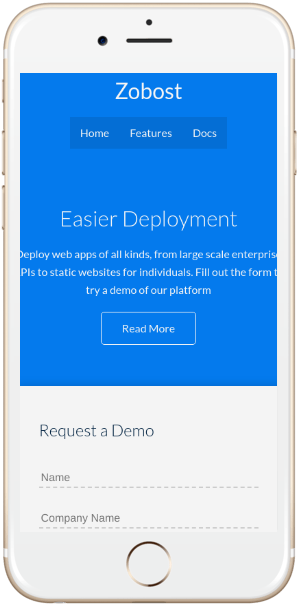 Zobost
Home Features Docs
Easier Deployment
Deploy web apps of all kinds, from large scale enterprise
PIs to static websites for individuals. Fill out the form t
try a demo of our platform
Read More
Request a Demo
Name
Company Name